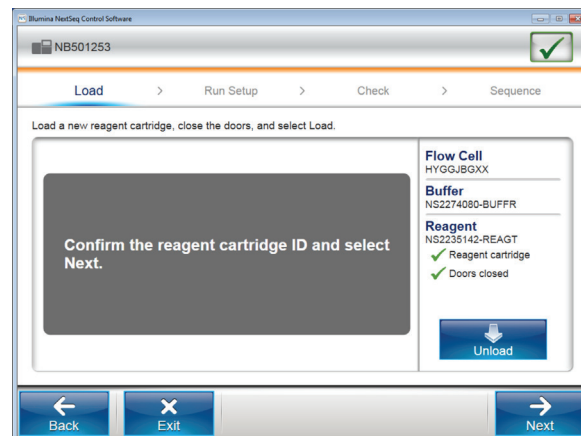 Illumina NextSeq Control Software
NB501253
Load > Run Setup > Check > Sequence
Load a new reagent cartridge, close the doors, and select Load.
Confirm the reagent cartridge ID and select
Next.
Flow Cell
HYGGJBGXX
Buffer
NS2274080-BUFFR
Reagent
NS2235142-REAGT
Reagent cartridge
Doors closed
Unload
Back
Exit
Next